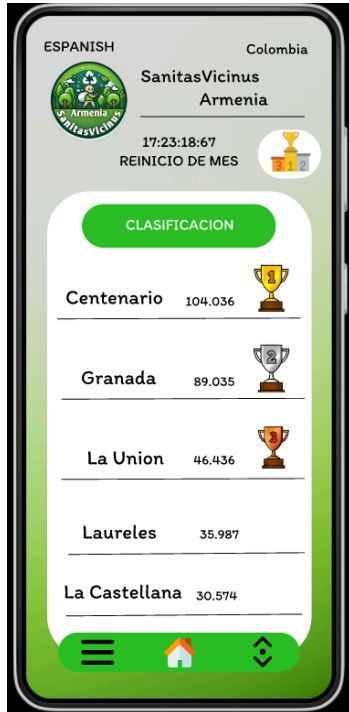 ESPANISH
Colombia
SanitasVicinus
Armenia
Armenia
SanitasVicinus
17:23:18:67
REINICIO DE MES
3 1 2
CLASIFICACION
Centenario 104.036 1
Granada 89.035 2
La Union 46.436 3
Laureles 35.987
La Castellana 30.574